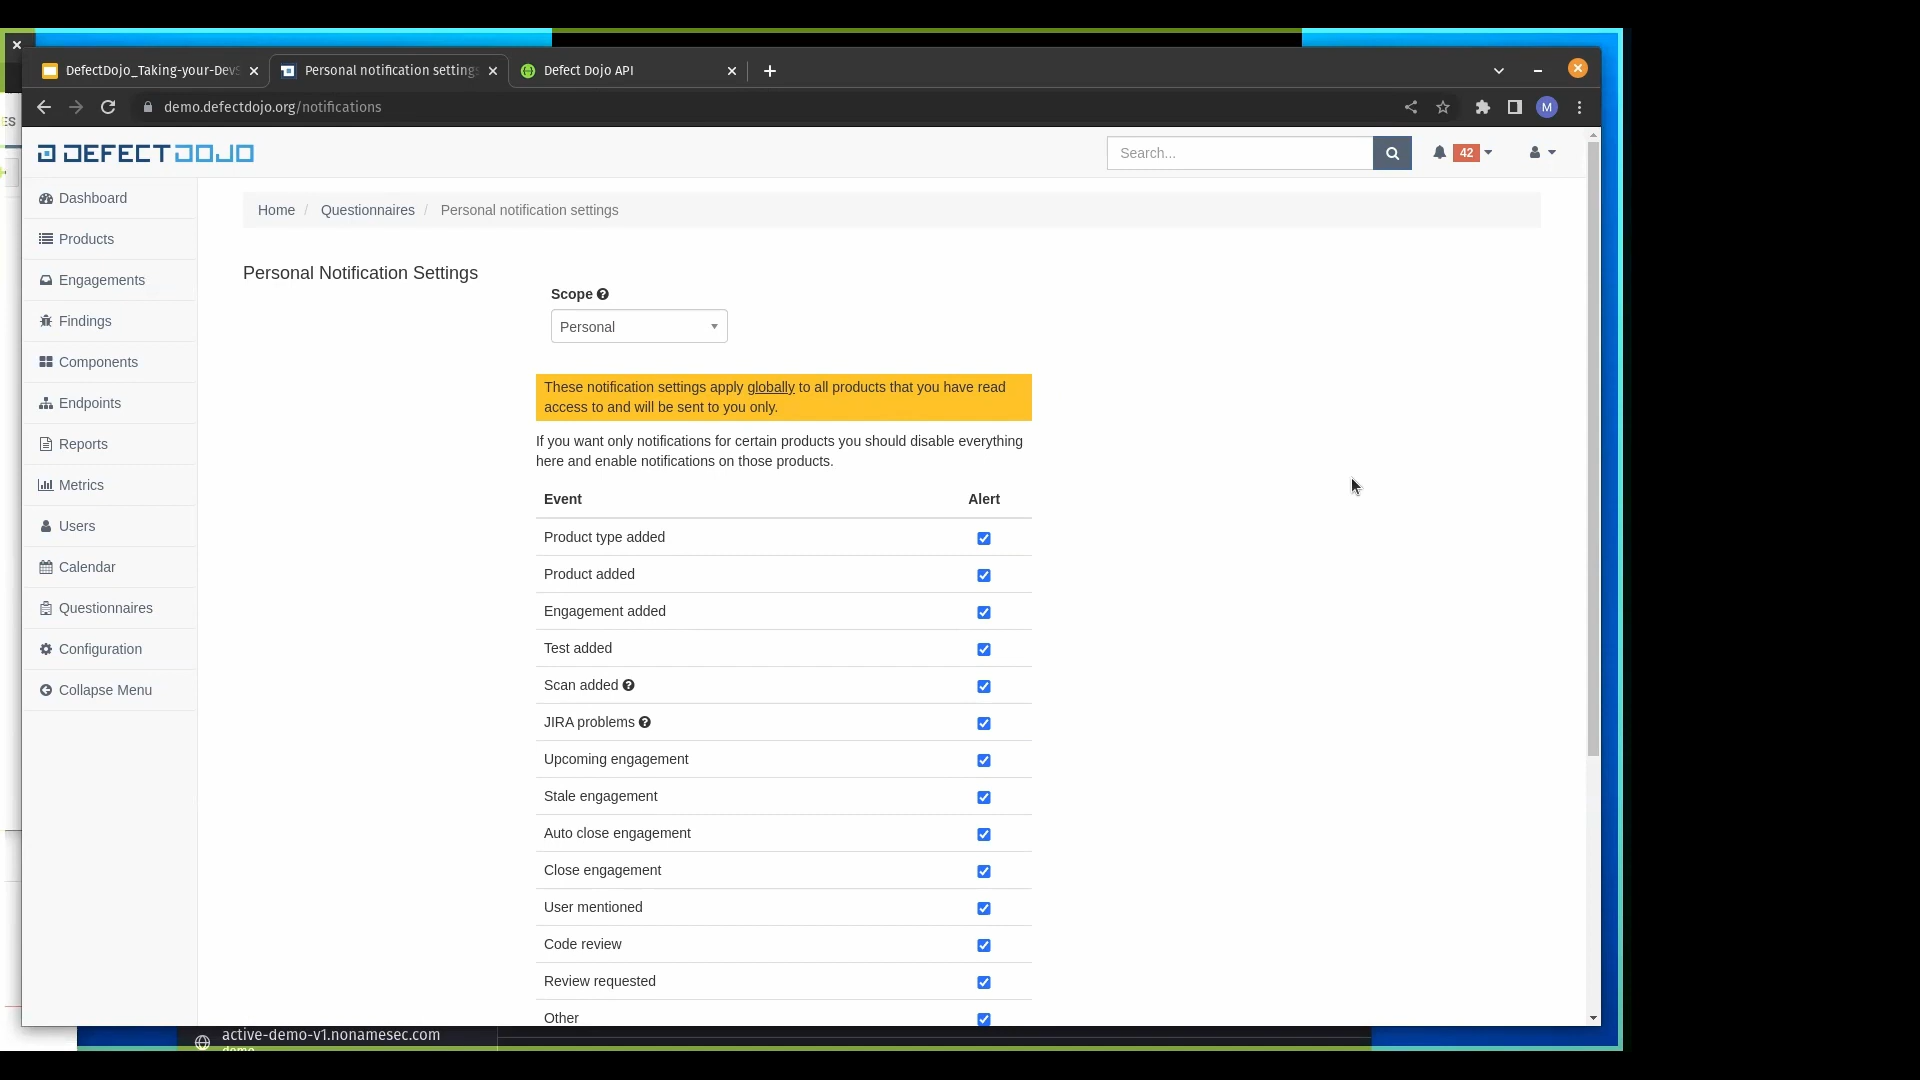 DefectDojo_Taking-your-DevS
Personal notification settings
Defect Dojo API
demo.defectdojo.org/notifications
M
ES
DEFECTDOJO
Search...
42
Dashboard
Products
Engagements
Findings
Components
Endpoints
Reports
Metrics
Users
Calendar
Questionnaires
Configuration
Collapse Menu
Home / Questionnaires / Personal notification settings
Personal Notification Settings
Scope
Personal
These notification settings apply globally to all products that you have read
access to and will be sent to you only.
If you want only notifications for certain products you should disable everything
here and enable notifications on those products.
Event Alert
Product type added
Product added
Engagement added
Test added
Scan added
JIRA problems
Upcoming engagement
Stale engagement
Auto close engagement
Close engagement
User mentioned
Code review
Review requested
Other
active-demo-v1.nonamesec.com